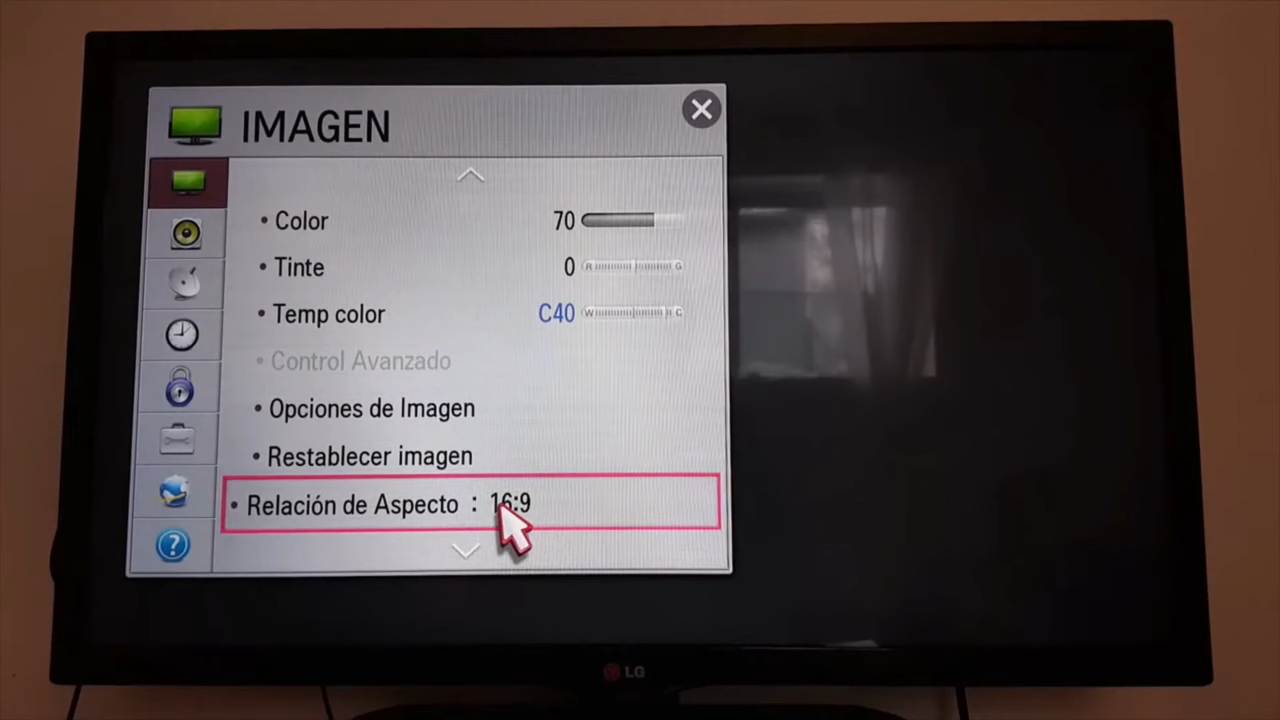 IMAGEN
• Color 70
• Tinte 0 R G
• Temp color C40 W C
• Control Avanzado
• Opciones de Imagen
• Restablecer imagen
• Relación de Aspecto : 16:9
?
LG